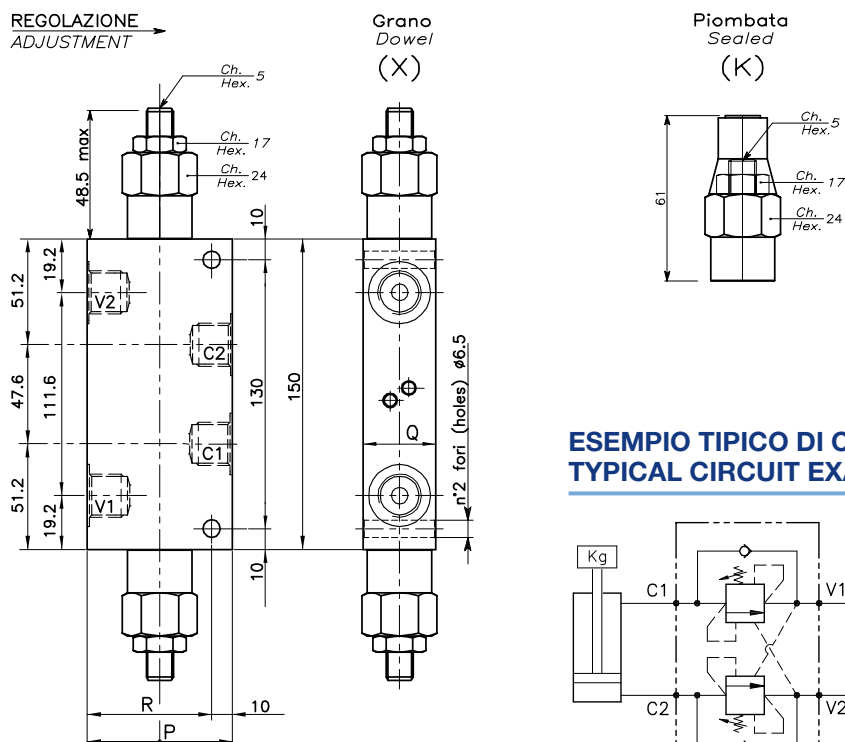 REGOLAZIONE
ADJUSTMENT
Grano
Dowel
(X)
Piombata
Sealed
(K)
Ch.
Hex. 5
Ch.
Hex. 17
Ch.
Hex. 24
48.5 max
10
19.2
51.2
V2
C2
47.6
111.6
130
150
C1
V1
51.2
19.2
10
R
10
P
Q
n°2 fori (holes) ø6.5
Ch.
Hex. 5
Ch.
Hex. 17
Ch.
Hex. 24
61
ESEMPIO TIPICO DI
TYPICAL CIRCUIT
Kg
C1
V1
C2
V2